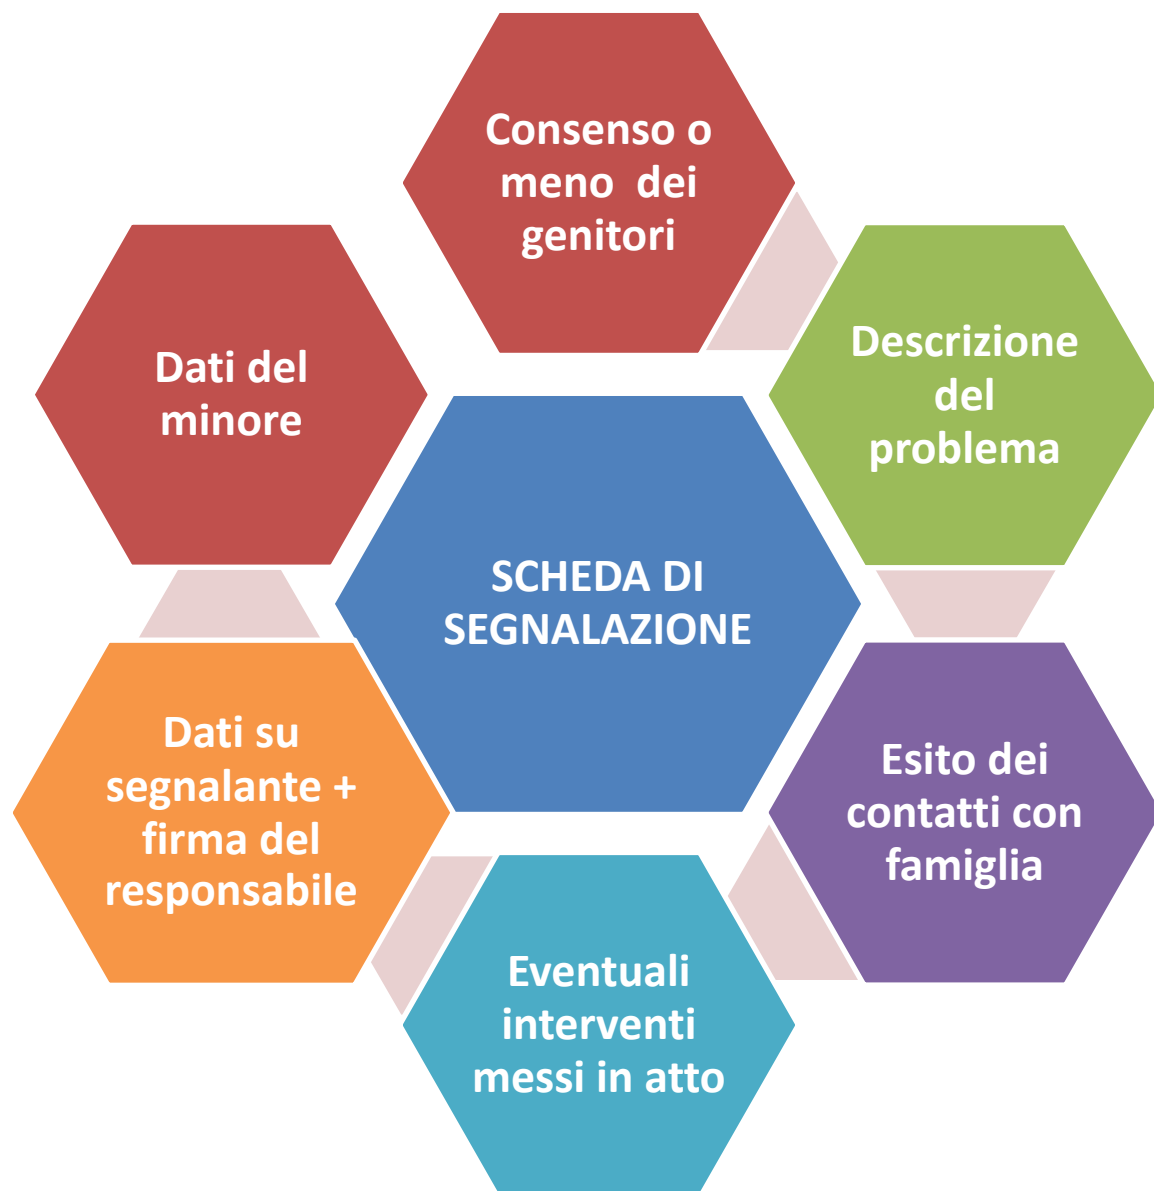 Consenso o
meno dei
genitori
Dati del
minore
Descrizione
del
problema
SCHEDA DI
SEGNALAZIONE
Dati su
segnalante +
firma del
responsabile
Esito dei
contatti con
famiglia
Eventuali
interventi
messi in atto